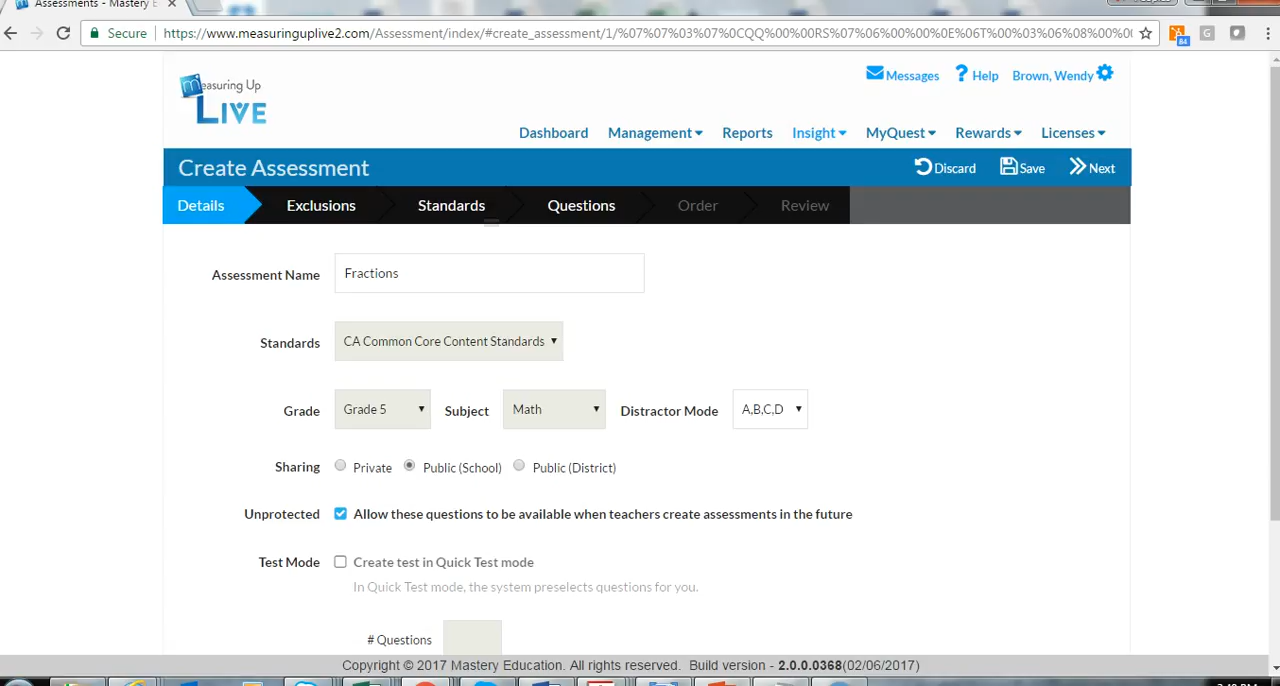 Assessments - Mastery E
Secure https://www.measuringuplive2.com/Assessment/index/#create_assessment/1/%07%07%03%07%0CQQ%00%00RS%07%06%00%00%0E%06T%00%03%06%08%00%0
84
G
Measuring Up
LIVE
Messages Help Brown, Wendy
Dashboard Management Reports Insight MyQuest Rewards Licenses
Create Assessment Discard Save Next
Details Exclusions Standards Questions Order Review
Assessment Name Fractions
Standards CA Common Core Content Standards
Grade Grade 5 Subject Math Distractor Mode A,B,C,D
Sharing Private Public (School) Public (District)
Unprotected Allow these questions to be available when teachers create assessments in the future
Test Mode Create test in Quick Test mode
In Quick Test mode, the system preselects questions for you.
# Questions
Copyright © 2017 Mastery Education. All rights reserved. Build version - 2.0.0.0368(02/06/2017)